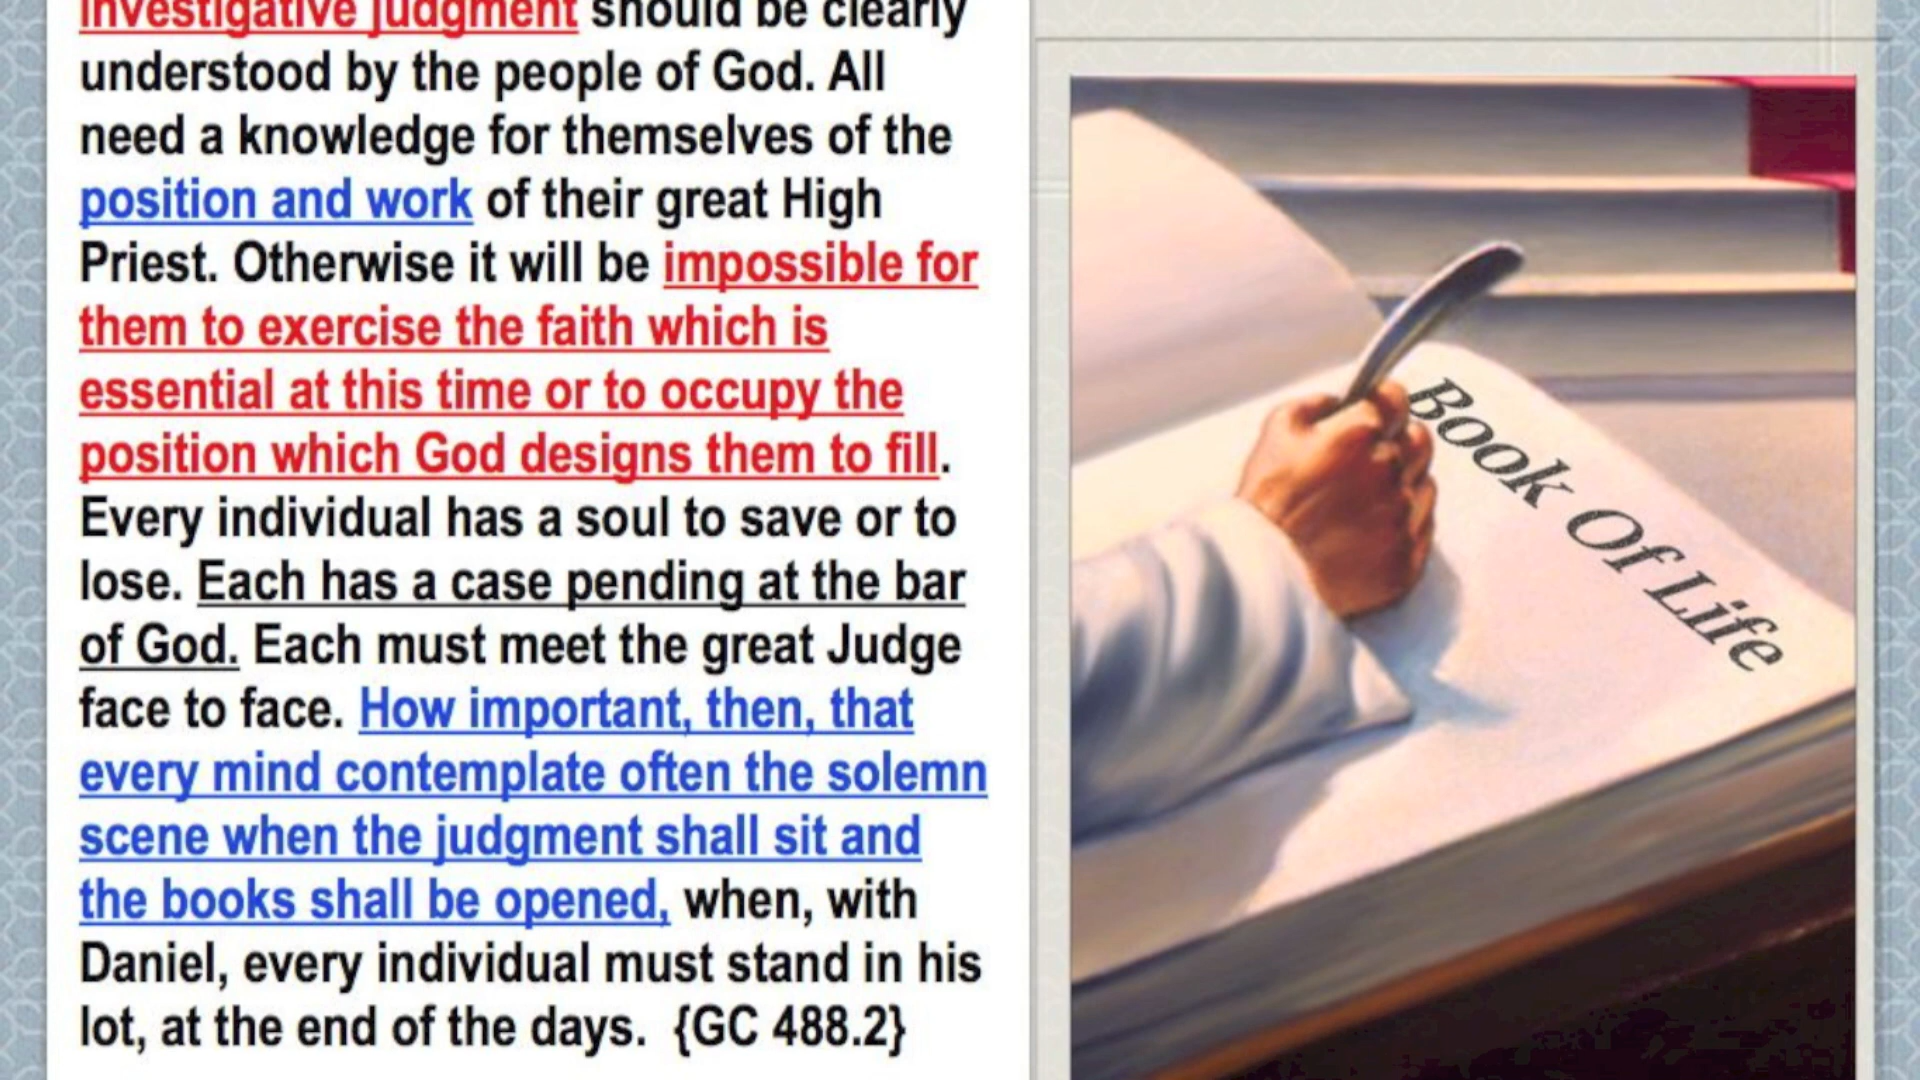 investigative judgment should be clearly
understood by the people of God. All
need a knowledge for themselves of the
position and work of their great High
Priest. Otherwise it will be impossible for
them to exercise the faith which is
essential at this time or to occupy the
position which God designs them to fill.
Every individual has a soul to save or to
lose. Each has a case pending at the bar
of God. Each must meet the great Judge
face to face. How important, then, that
every mind contemplate often the solemn
scene when the judgment shall sit and
the books shall be opened, when, with
Daniel, every individual must stand in his
lot, at the end of the days. {GC 488.2}
Book Of Life